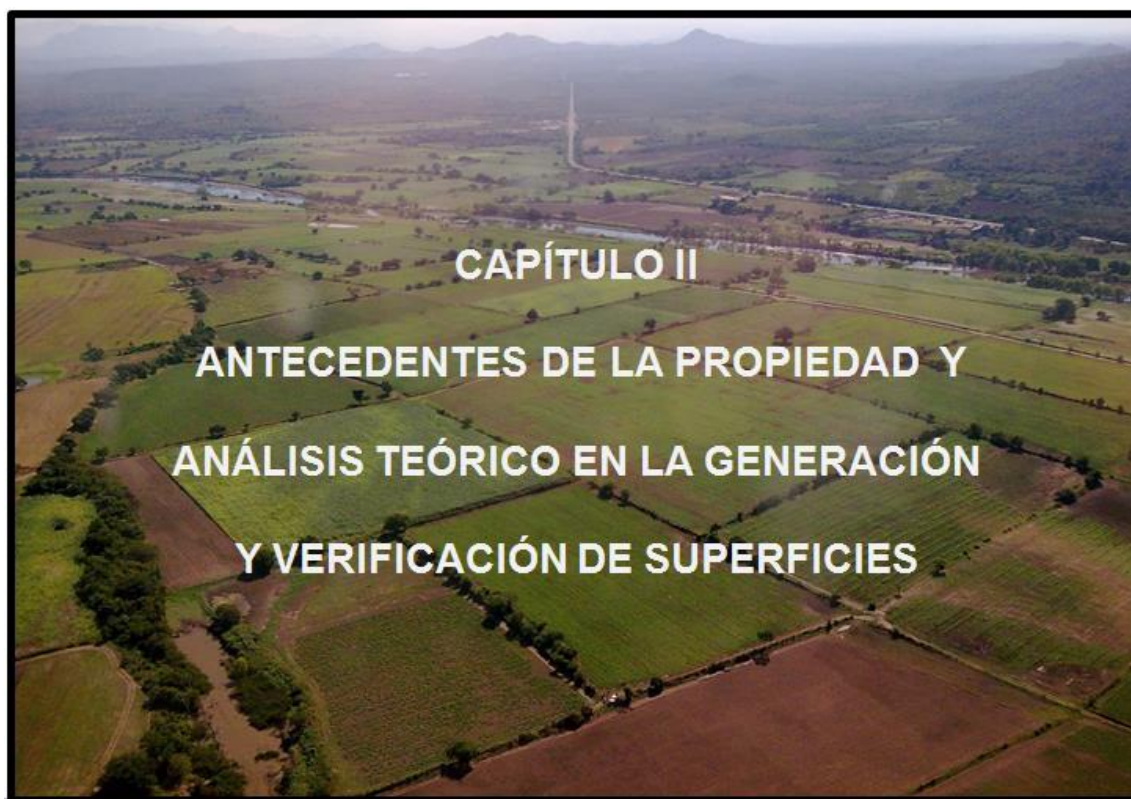 CAPÍTULO II
ANTECEDENTES DE LA PROPIEDAD Y
ANÁLISIS TEÓRICO EN LA GENERACIÓN
Y VERIFICACIÓN DE SUPERFICIES